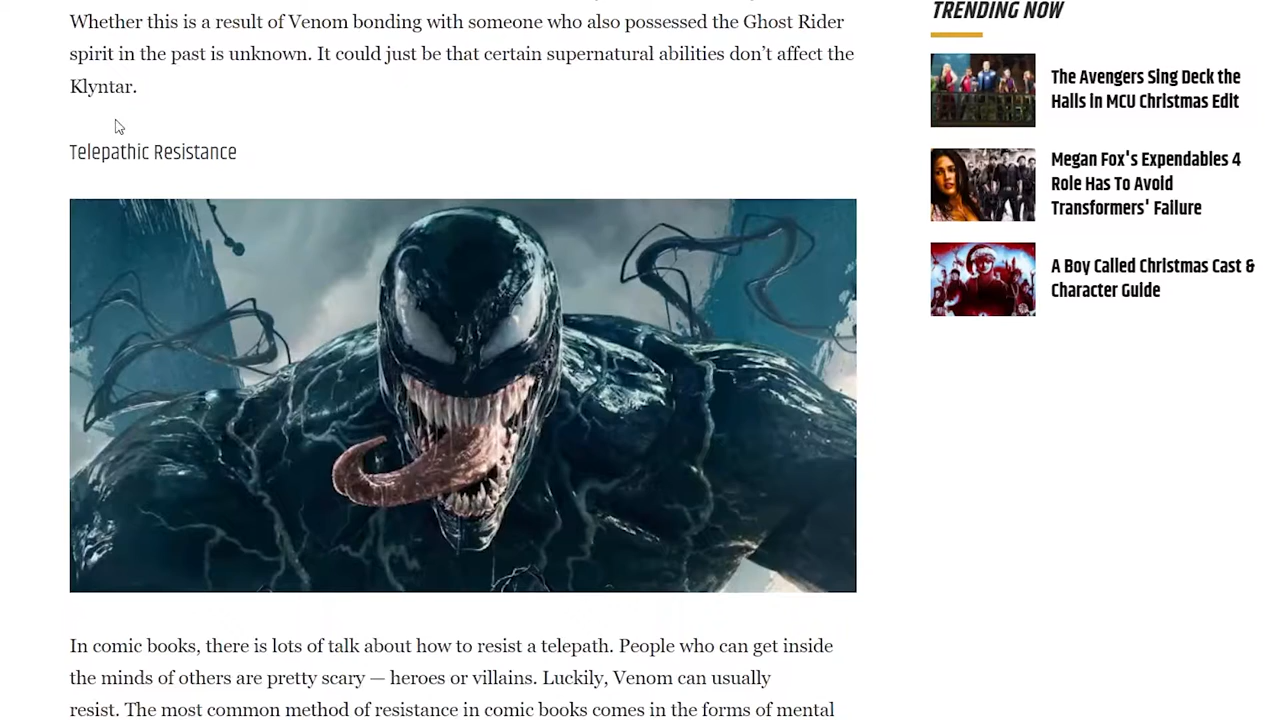 Whether this is a result of Venom bonding with someone who also possessed the Ghost Rider
spirit in the past is unknown. It could just be that certain supernatural abilities don’t affect the
Klyntar.
Telepathic Resistance
In comic books, there is lots of talk about how to resist a telepath. People who can get inside
the minds of others are pretty scary — heroes or villains. Luckily, Venom can usually
resist. The most common method of resistance in comic books comes in the forms of mental
TRENDING NOW
The Avengers Sing Deck the
Halls in MCU Christmas Edit
Megan Fox's Expendables 4
Role Has To Avoid
Transformers' Failure
A Boy Called Christmas Cast &
Character Guide